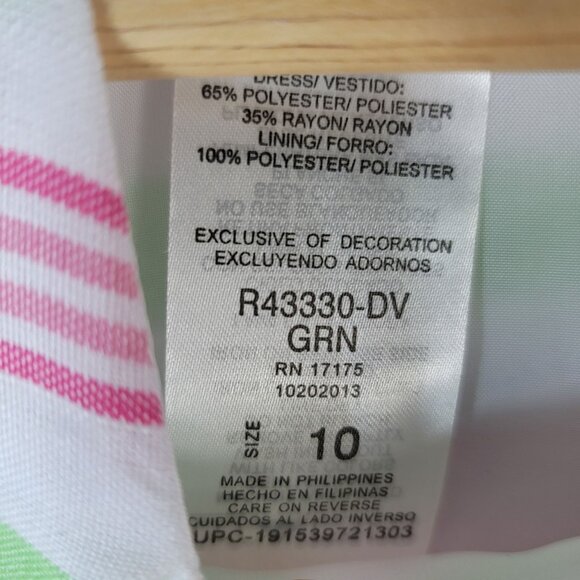 DRESS/ VESTIDO:
65% POLYESTER/ POLIESTER
35% RAYON/ RAYON
LINING/ FORRO:
100% POLYESTER/ POLIESTER
EXCLUSIVE OF DECORATION
EXCLUYENDO ADORNOS
R43330-DV
GRN
RN 17175
10202013
SIZE 10
MADE IN PHILIPPINES
HECHO EN FILIPINAS
CARE ON REVERSE
CUIDADOS AL LADO INVERSO
UPC-191539721303